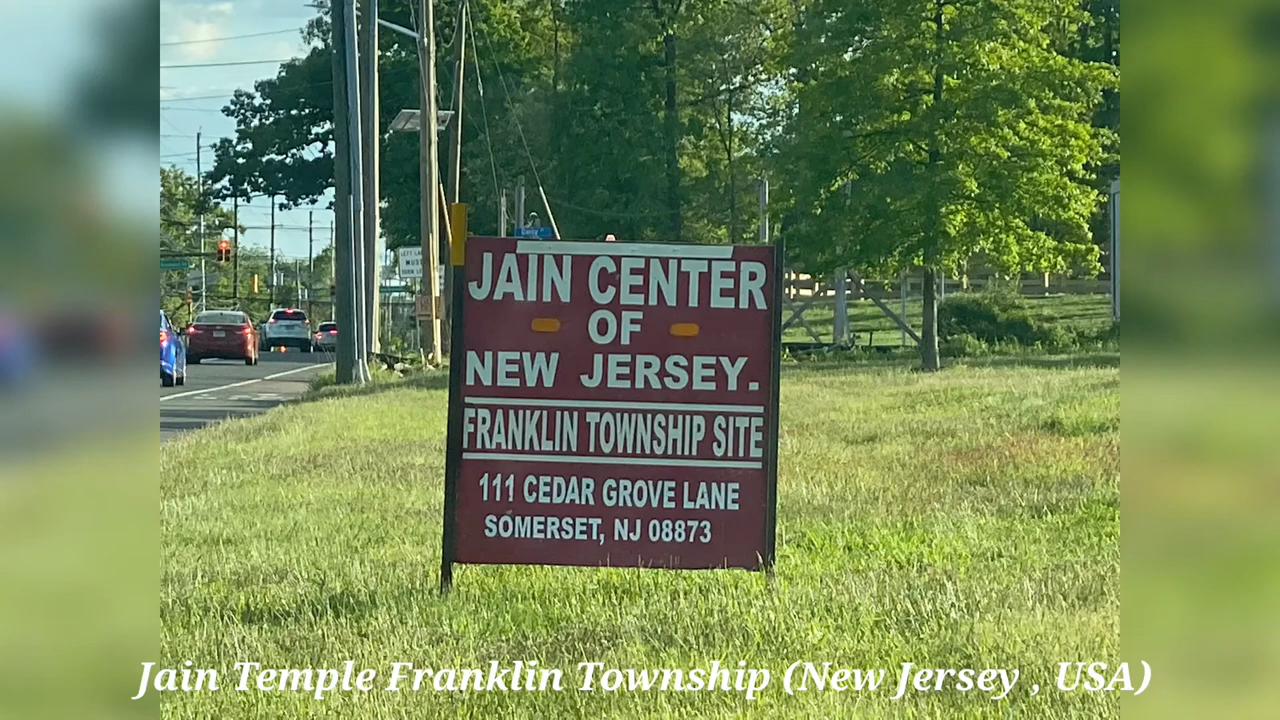 JAIN CENTER
OF
NEW JERSEY.
FRANKLIN TOWNSHIP SITE
111 CEDAR GROVE LANE
SOMERSET, NJ 08873
Jain Temple Franklin Township (New Jersey , USA)